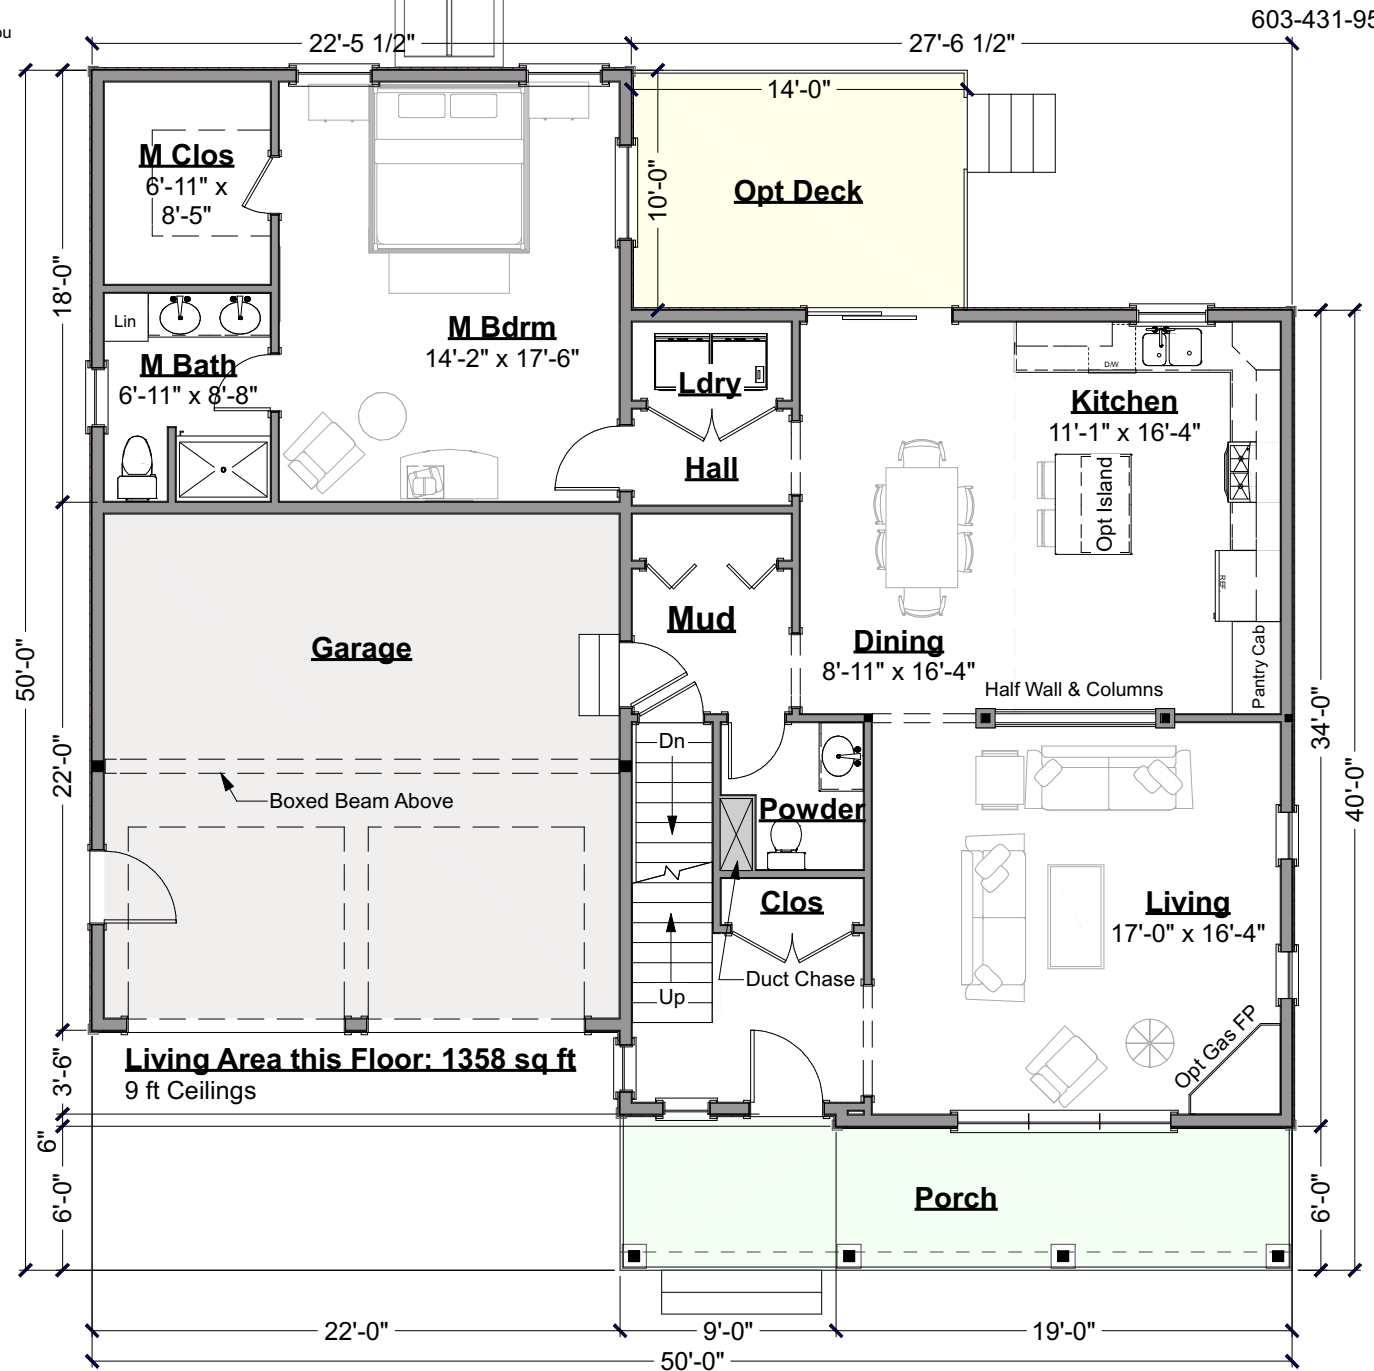 ou
603-431-95
22'-5 1/2"
27'-6 1/2"
14'-0"
M Clos
6'-11" x
8'-5"
10'-0"
Opt Deck
18'-0"
Lin
M Bdrm
14'-2" x 17'-6"
M Bath
6'-11" x 8'-8"
Ldry
D/W
Kitchen
11'-1" x 16'-4"
Hall
Opt Island
REF.
Mud
Garage
Dining
8'-11" x 16'-4"
Pantry Cab
Half Wall & Columns
50'-0"
22'-0"
34'-0"
40'-0"
Dn
Boxed Beam Above
Powder
Clos
Living
17'-0" x 16'-4"
Duct Chase
Up
Opt Gas FP
Living Area this Floor: 1358 sq ft
9 ft Ceilings
3'-6"
6"
6'-0"
Porch
6'-0"
22'-0"
9'-0"
19'-0"
50'-0"